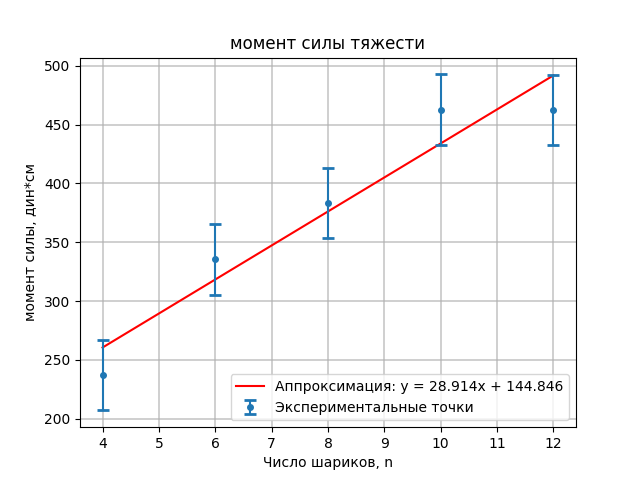 момент силы тяжести
500
450
400
350
300
250
200
момент силы, дин*см
Аппроксимация: y = 28.914x + 144.846
Экспериментальные точки
4 5 6 7 8 9 10 11 12
Число шариков, n